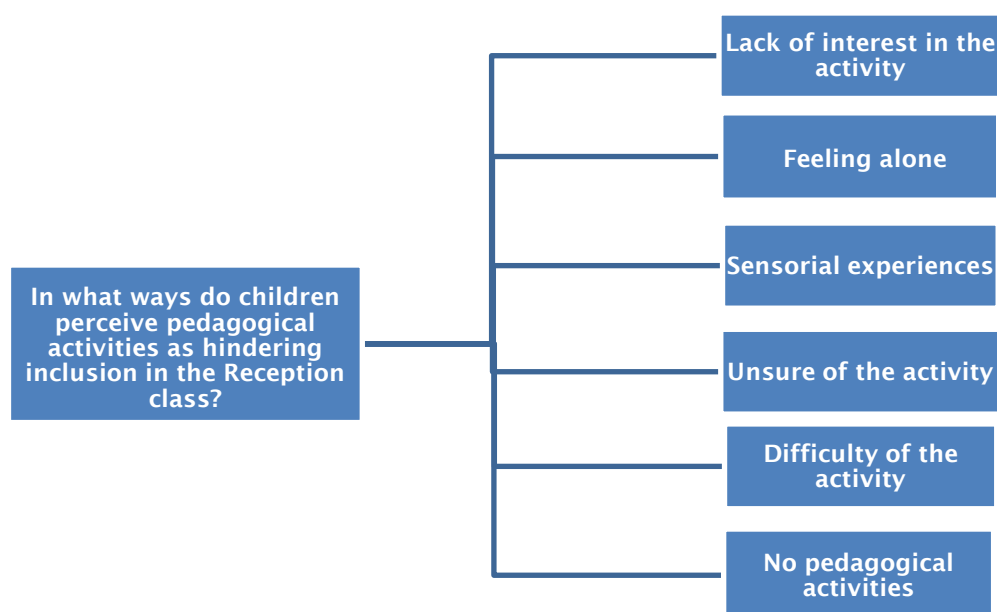 In what ways do children
perceive pedagogical
activities as hindering
inclusion in the Reception
class?
Lack of interest in the
activity
Feeling alone
Sensorial experiences
Unsure of the activity
Difficulty of the
activity
No pedagogical
activities